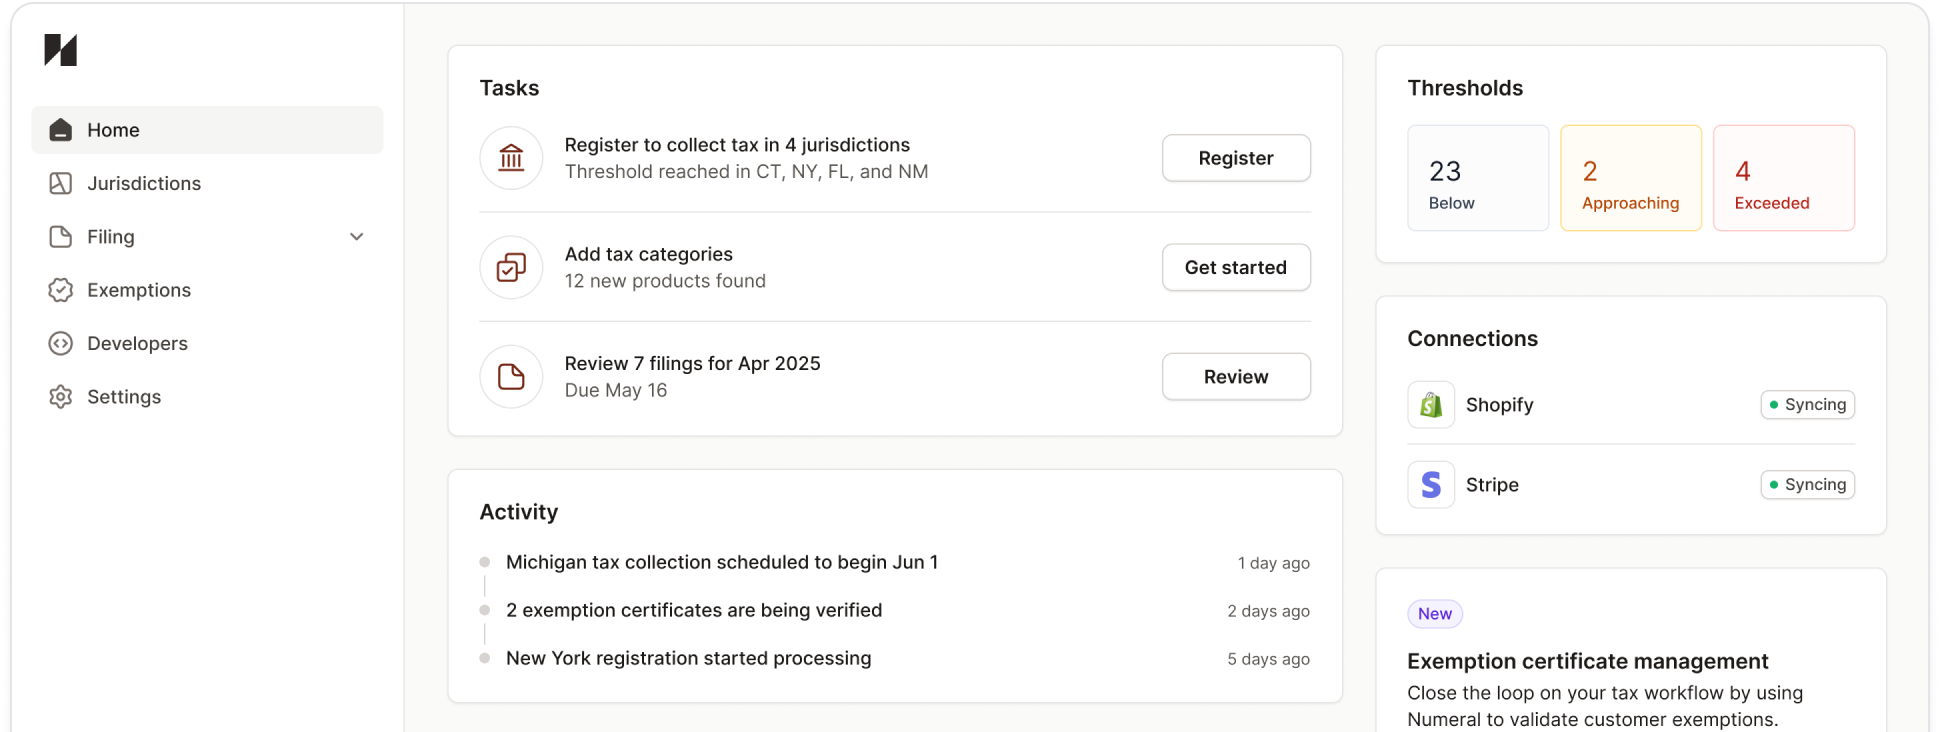 Home
Jurisdictions
Filing
Exemptions
Developers
Settings
Tasks
Register to collect tax in 4 jurisdictions
Threshold reached in CT, NY, FL, and NM
Register
Add tax categories
12 new products found
Get started
Review 7 filings for Apr 2025
Due May 16
Review
Activity
Michigan tax collection scheduled to begin Jun 1
1 day ago
2 exemption certificates are being verified
2 days ago
New York registration started processing
5 days ago
Thresholds
23
Below
2
Approaching
4
Exceeded
Connections
Shopify
Syncing
Stripe
Syncing
New
Exemption certificate management
Close the loop on your tax workflow by using
Numeral to validate customer exemptions.